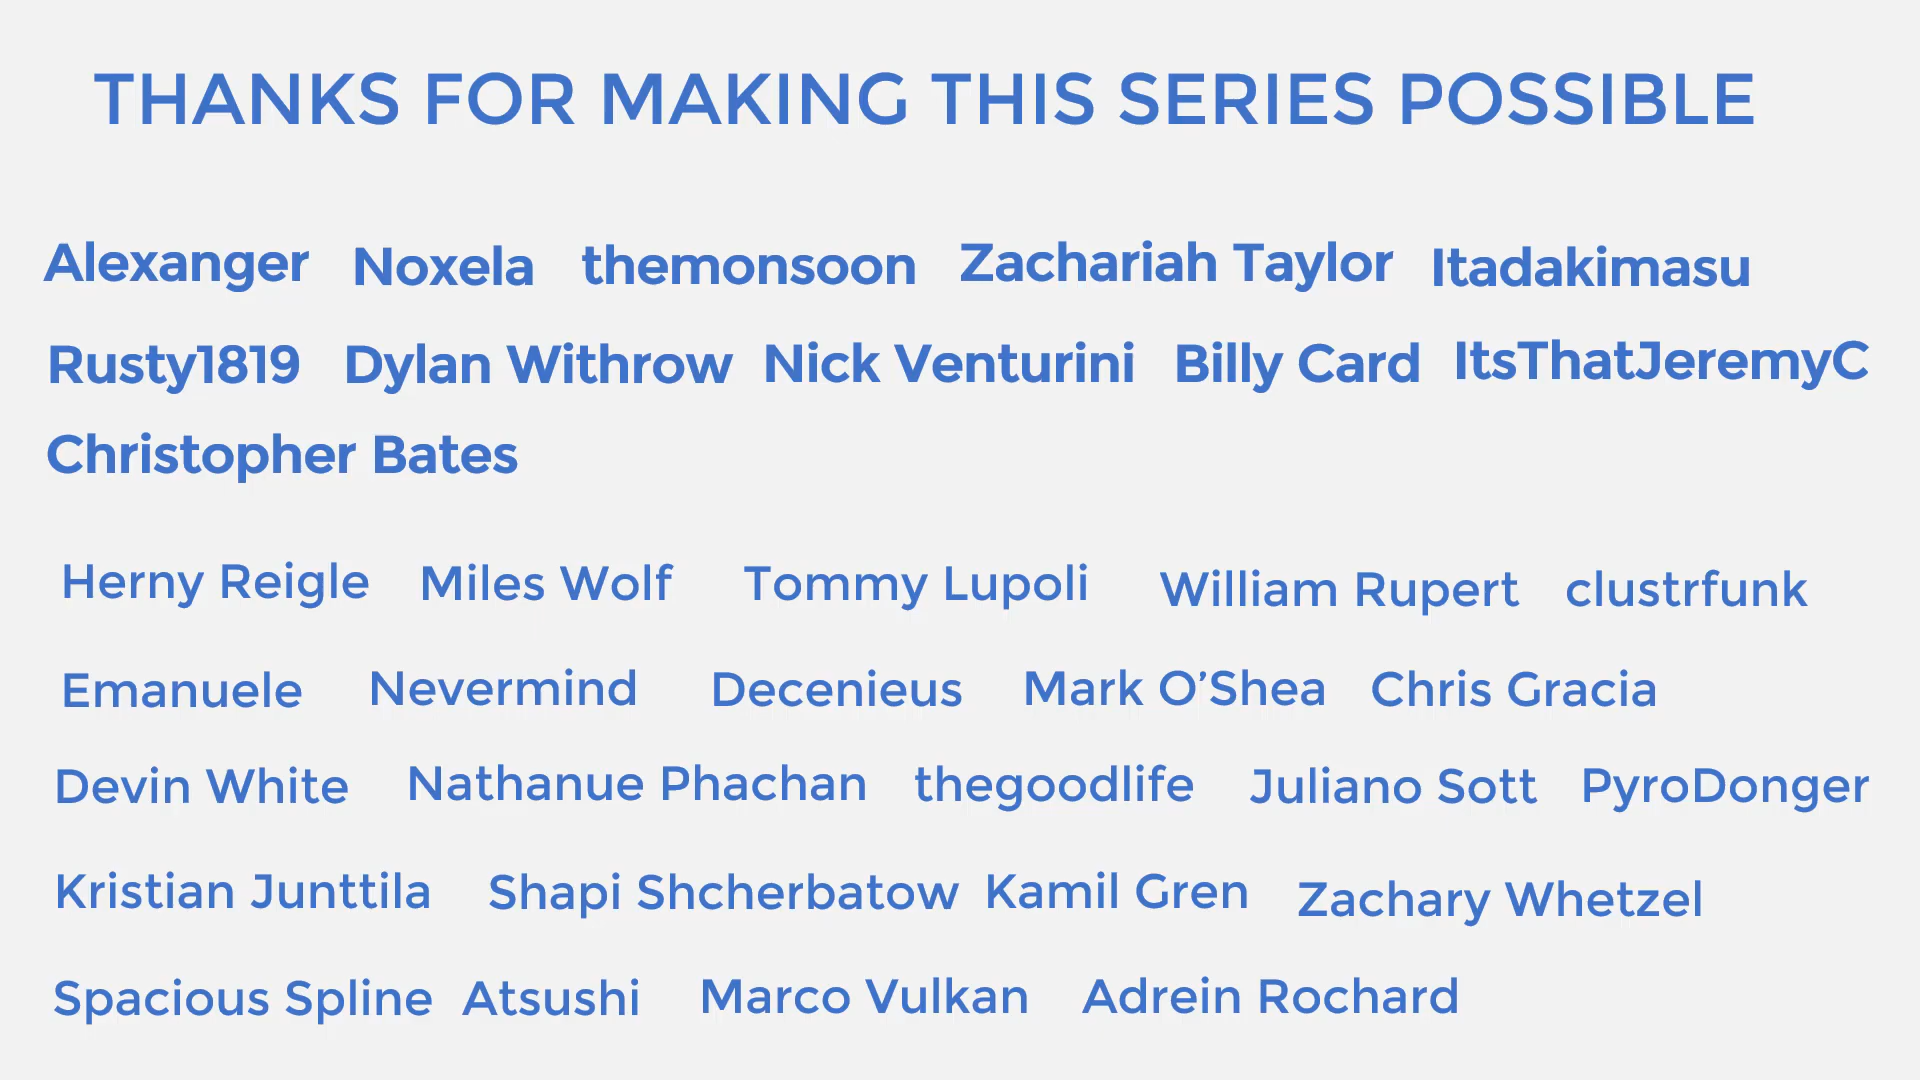 THANKS FOR MAKING THIS SERIES POSSIBLE
Alexanger Noxela themonsoon Zachariah Taylor Itadakimasu
Rusty1819 Dylan Withrow Nick Venturini Billy Card ItsThatJeremyC
Christopher Bates
Herny Reigle Miles Wolf Tommy Lupoli William Rupert clustrfunk
Emanuele Nevermind Decenieus Mark O’Shea Chris Gracia
Devin White Nathanue Phachan thegoodlife Juliano Sott PyroDonger
Kristian Junttila Shapi Shcherbatow Kamil Gren Zachary Whetzel
Spacious Spline Atsushi Marco Vulkan Adrein Rochard